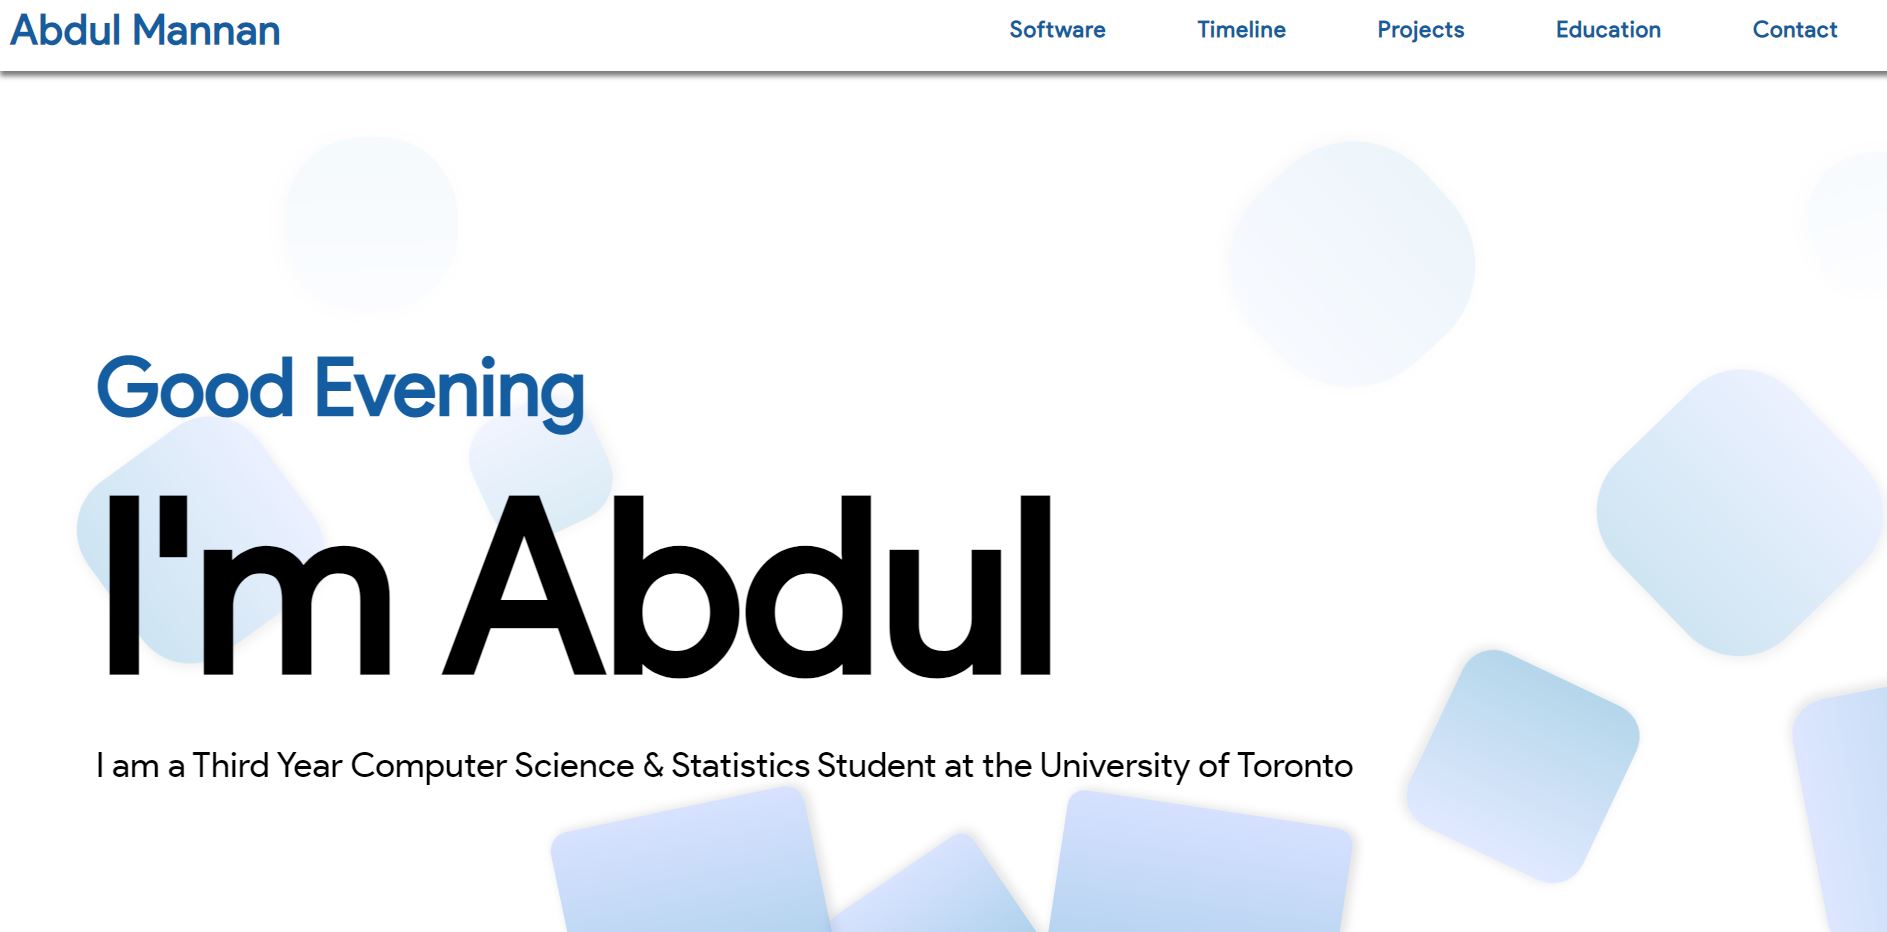 Abdul Mannan
Software Timeline Projects Education Contact
Good Evening
I'm Abdul
I am a Third Year Computer Science & Statistics Student at the University of Toronto